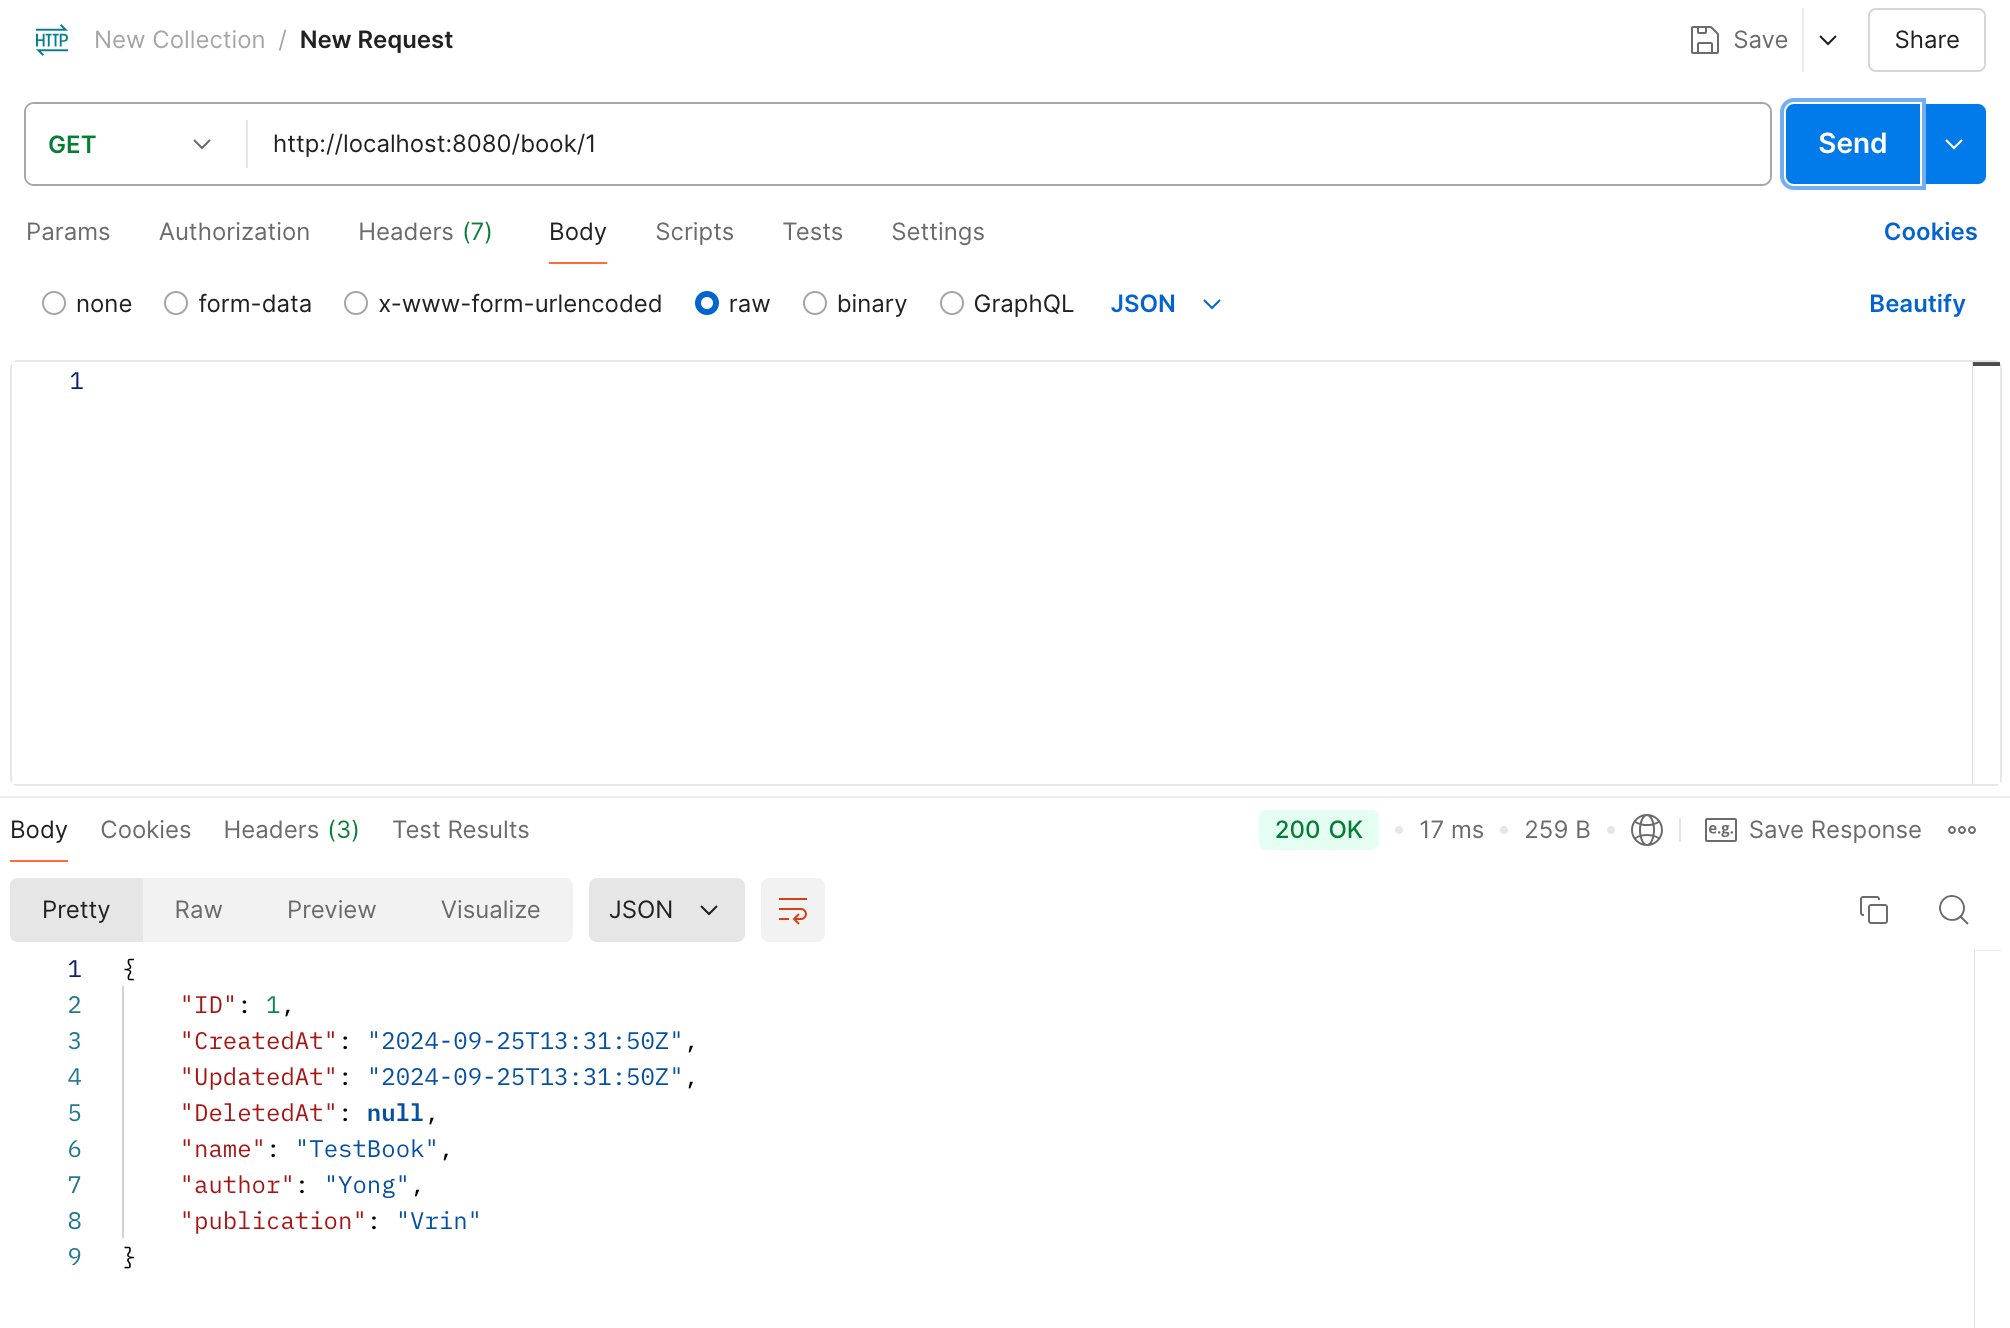 HTTP New Collection / New Request Save Share
GET http://localhost:8080/book/1 Send
Params Authorization Headers (7) Body Scripts Tests Settings Cookies
none form-data x-www-form-urlencoded raw binary GraphQL JSON Beautify
1
Body Cookies Headers (3) Test Results 200 OK 17 ms 259 B e.g. Save Response
Pretty Raw Preview Visualize JSON
1 {
2 "ID": 1,
3 "CreatedAt": "2024-09-25T13:31:50Z",
4 "UpdatedAt": "2024-09-25T13:31:50Z",
5 "DeletedAt": null,
6 "name": "TestBook",
7 "author": "Yong",
8 "publication": "Vrin"
9 }